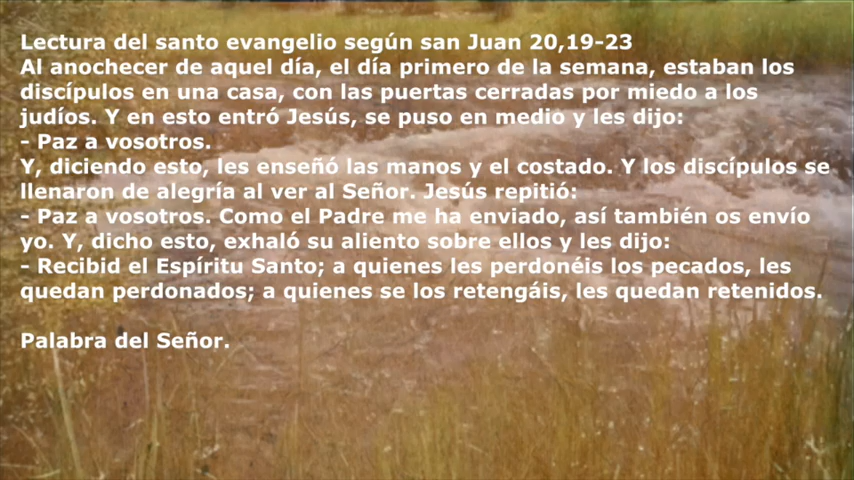 Lectura del santo evangelio según san Juan 20,19-23
Al anochecer de aquel día, el día primero de la semana, estaban los
discípulos en una casa, con las puertas cerradas por miedo a los
judíos. Y en esto entró Jesús, se puso en medio y les dijo:
- Paz a vosotros.
Y, diciendo esto, les enseñó las manos y el costado. Y los discípulos se
llenaron de alegría al ver al Señor. Jesús repitió:
- Paz a vosotros. Como el Padre me ha enviado, así también os envío
yo. Y, dicho esto, exhaló su aliento sobre ellos y les dijo:
- Recibid el Espíritu Santo; a quienes les perdonéis los pecados, les
quedan perdonados; a quienes se los retengáis, les quedan retenidos.
Palabra del Señor.